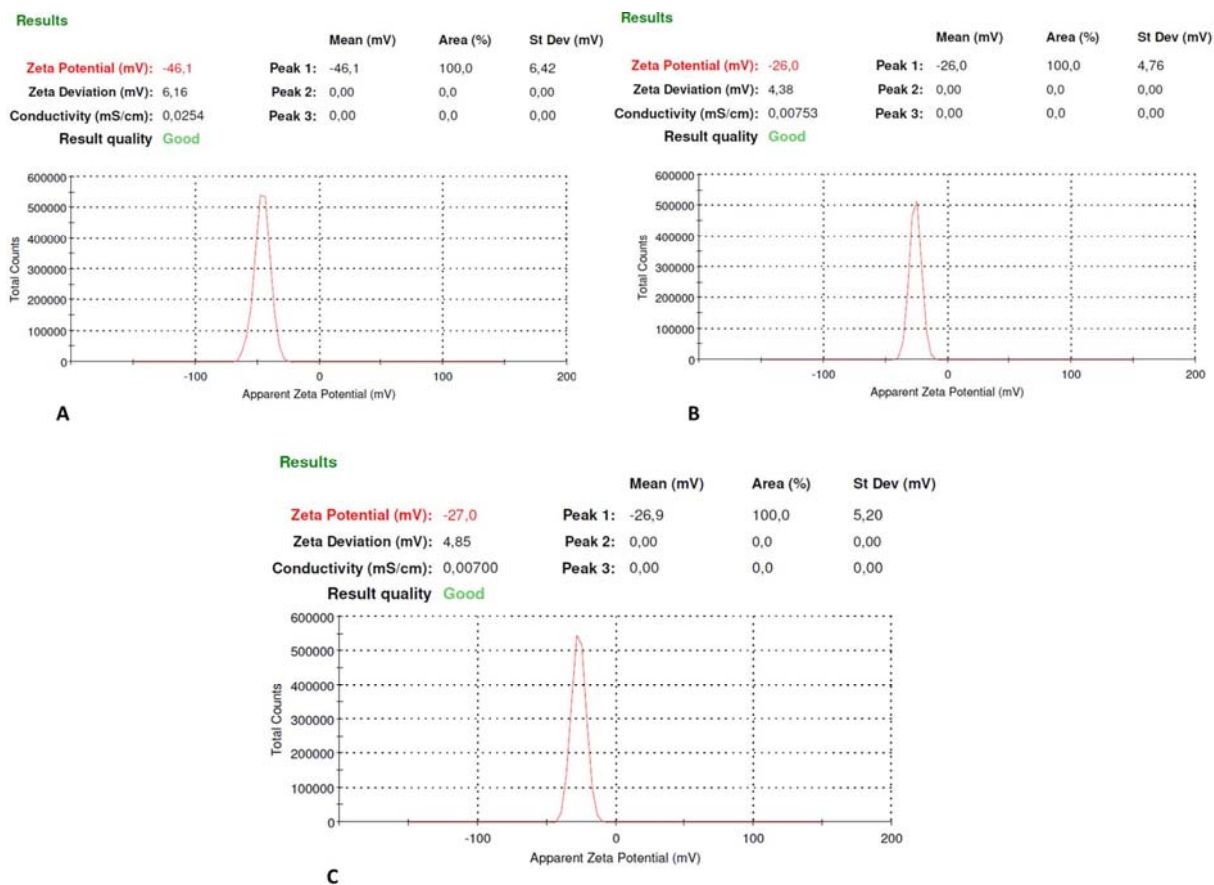 Results
Mean (mV) Area (%) St Dev (mV)
Zeta Potential (mV): -46,1 Peak 1: -46,1 100,0 6,42
Zeta Deviation (mV): 6,16 Peak 2: 0,00 0,0 0,00
Conductivity (mS/cm): 0,0254 Peak 3: 0,00 0,0 0,00
Result quality Good
600000
500000
400000
300000
200000
100000
0
Total Counts
-100 0 100 200
Apparent Zeta Potential (mV)
A
Results
Mean (mV) Area (%) St Dev (mV)
Zeta Potential (mV): -26,0 Peak 1: -26,0 100,0 4,76
Zeta Deviation (mV): 4,38 Peak 2: 0,00 0,0 0,00
Conductivity (mS/cm): 0,00753 Peak 3: 0,00 0,0 0,00
Result quality Good
600000
500000
400000
300000
200000
100000
0
Total Counts
-100 0 100 200
Apparent Zeta Potential (mV)
B
Results
Mean (mV) Area (%) St Dev (mV)
Zeta Potential (mV): -27,0 Peak 1: -26,9 100,0 5,20
Zeta Deviation (mV): 4,85 Peak 2: 0,00 0,0 0,00
Conductivity (mS/cm): 0,00700 Peak 3: 0,00 0,0 0,00
Result quality Good
600000
500000
400000
300000
200000
100000
0
Total Counts
-100 0 100 200
Apparent Zeta Potential (mV)
C